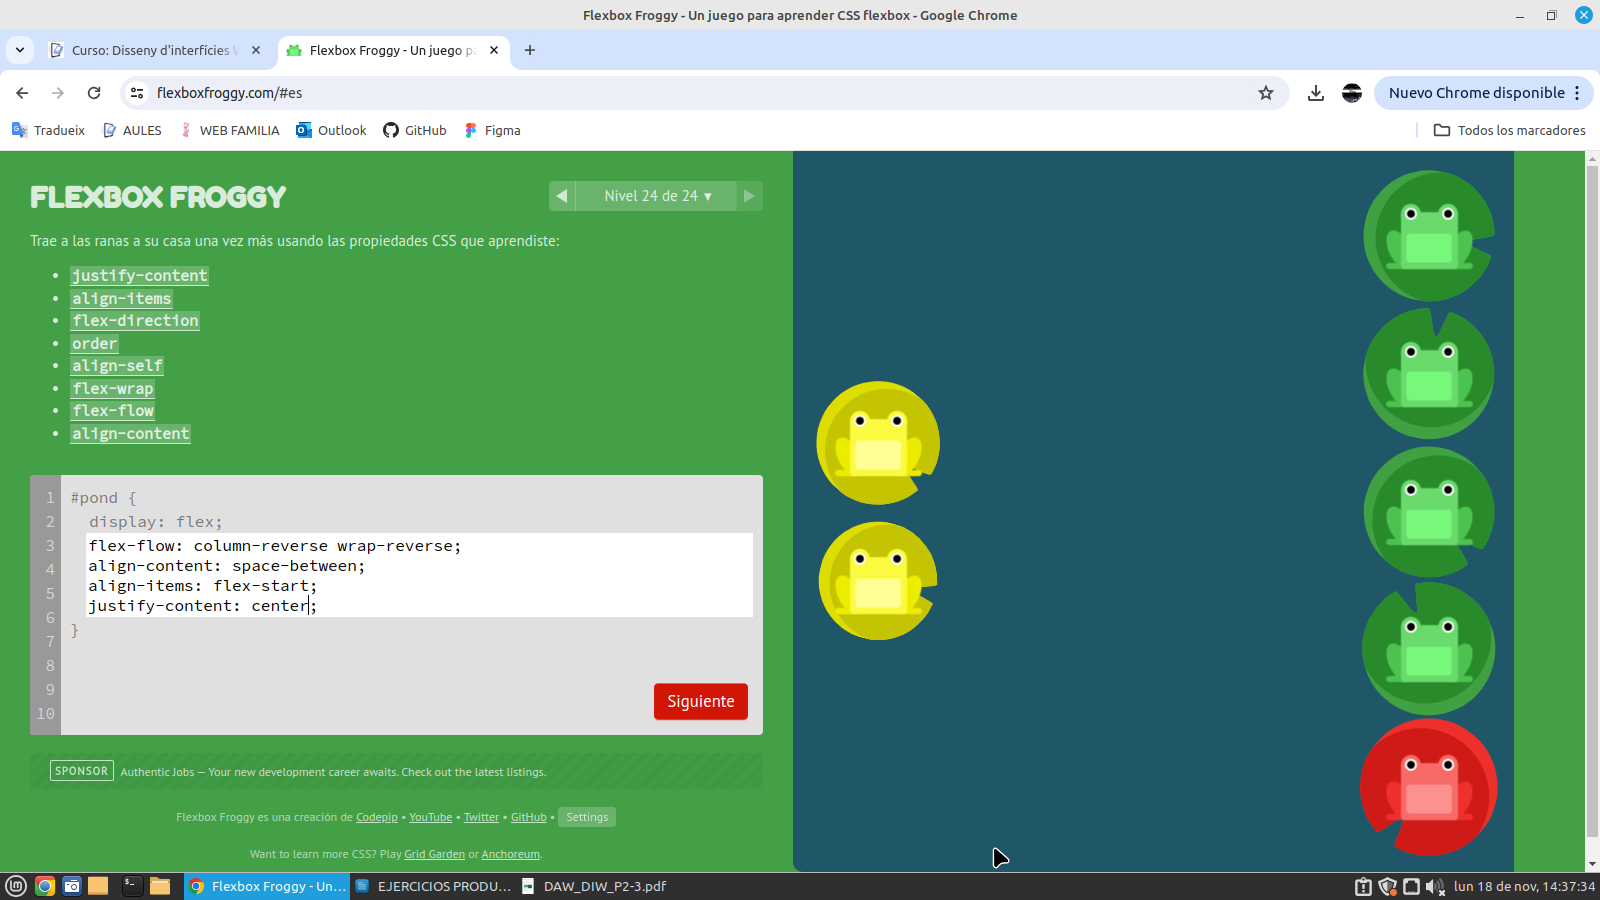 Flexbox Froggy - Un juego para aprender CSS flexbox - Google Chrome
Curso: Disseny d'interfícies
Flexbox Froggy - Un juego
flexboxfroggy.com/#es
Nuevo Chrome disponible
Tradueix
AULES
WEB FAMILIA
Outlook
GitHub
Figma
Todos los marcadores
FLEXBOX FROGGY
Nivel 24 de 24 ▾
Trae a las ranas a su casa una vez más usando las propiedades CSS que aprendiste:
justify-content
align-items
flex-direction
order
align-self
flex-wrap
flex-flow
align-content
1 #pond {
2 display: flex;
3 flex-flow: column-reverse wrap-reverse;
4 align-content: space-between;
5 align-items: flex-start;
6 justify-content: center;
7 }
8
9
10
Siguiente
SPONSOR Authentic Jobs — Your new development career awaits. Check out the latest listings.
Flexbox Froggy es una creación de Codepip • YouTube • Twitter • GitHub • Settings
Want to learn more CSS? Play Grid Garden or Anchoreum.
Flexbox Froggy - Un...
EJERCICIOS PRODU...
DAW_DIW_P2-3.pdf
lun 18 de nov, 14:37:34